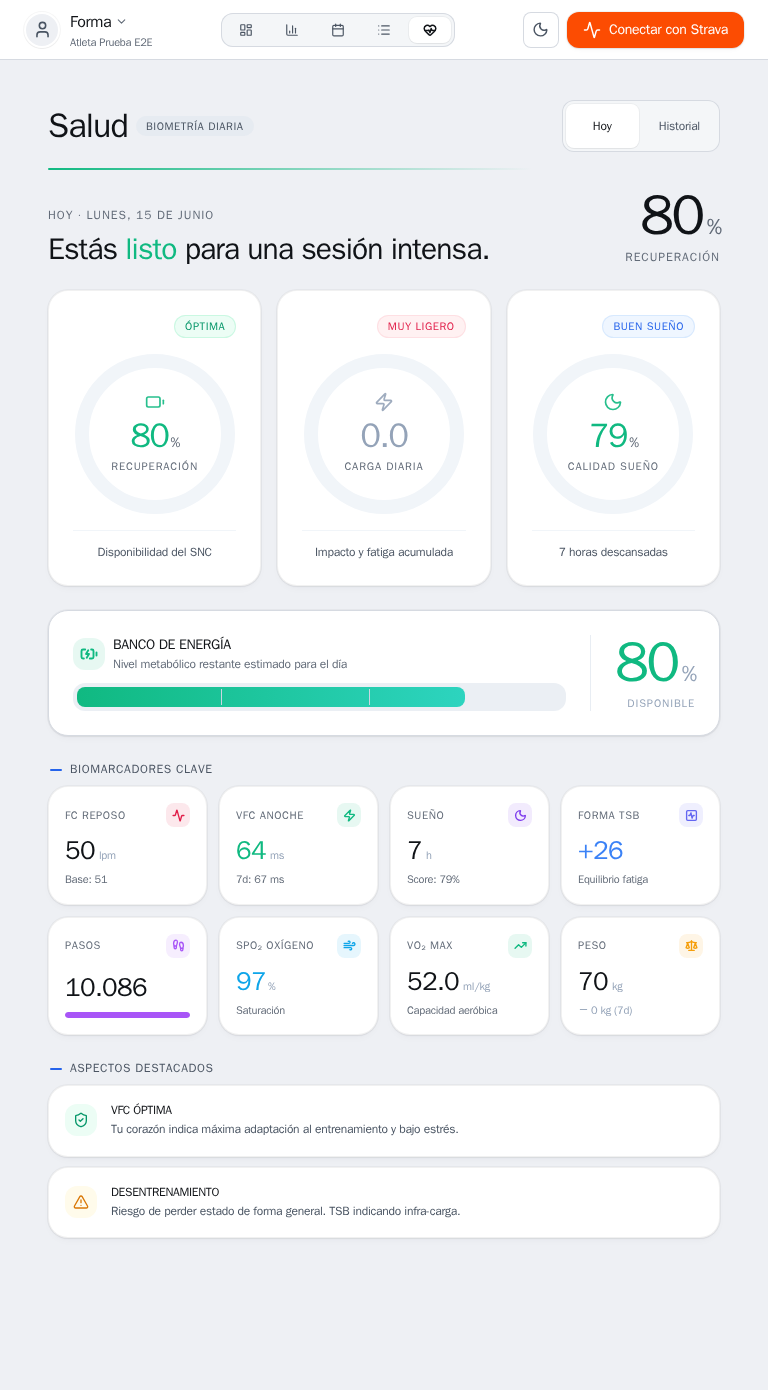 Forma
Atleta Prueba E2E
Conectar con Strava
Salud
BIOMETRÍA DIARIA
Hoy
Historial
HOY · LUNES, 15 DE JUNIO
Estás listo para una sesión intensa.
80%
RECUPERACIÓN
ÓPTIMA
80%
RECUPERACIÓN
Disponibilidad del SNC
MUY LIGERO
0.0
CARGA DIARIA
Impacto y fatiga acumulada
BUEN SUEÑO
79%
CALIDAD SUEÑO
7 horas descansadas
BANCO DE ENERGÍA
Nivel metabólico restante estimado para el día
80%
DISPONIBLE
BIOMARCADORES CLAVE
FC REPOSO
50 lpm
Base: 51
VFC ANOCHE
64 ms
7d: 67 ms
SUEÑO
7 h
Score: 79%
FORMA TSB
+26
Equilibrio fatiga
PASOS
10.086
SPO₂ OXÍGENO
97 %
Saturación
VO₂ MAX
52.0 ml/kg
Capacidad aeróbica
PESO
70 kg
— 0 kg (7d)
ASPECTOS DESTACADOS
VFC ÓPTIMA
Tu corazón indica máxima adaptación al entrenamiento y bajo estrés.
DESENTRENAMIENTO
Riesgo de perder estado de forma general. TSB indicando infra-carga.